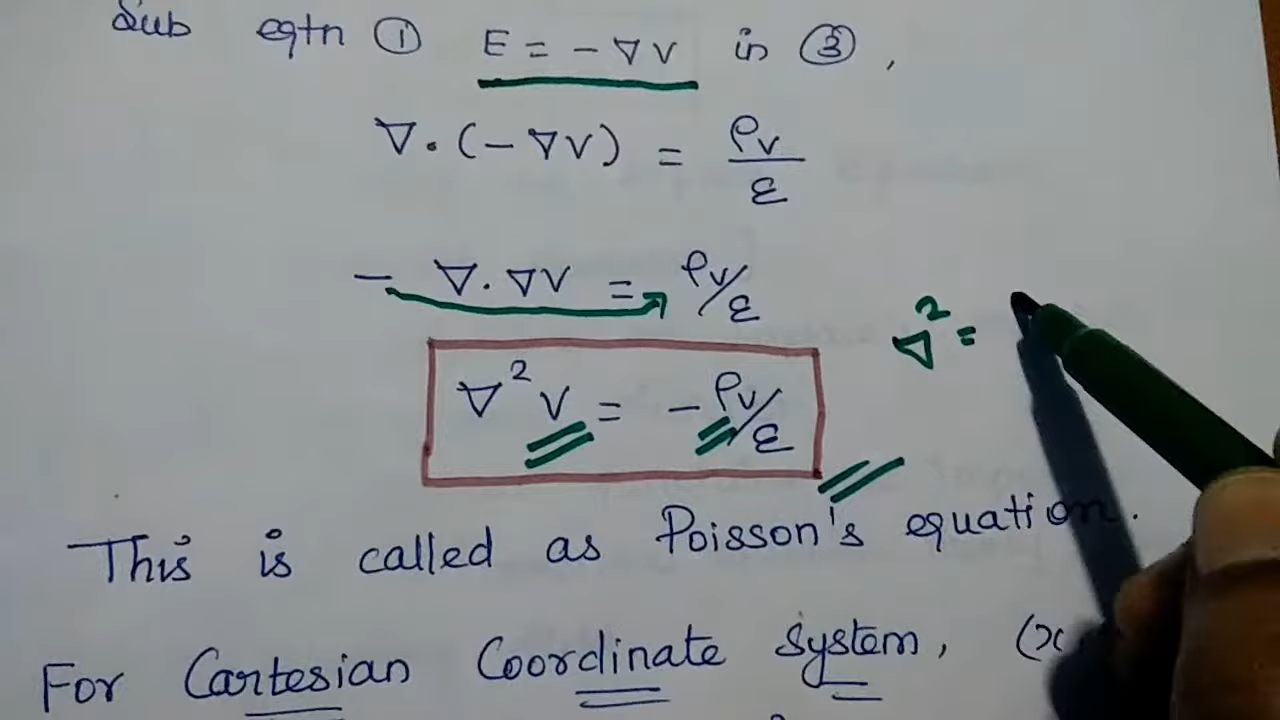 Sub eqtn ① E = - ∇V in ③,
∇·(- ∇V) = ρv/ε
- ∇·∇V = ρv/ε
∇² =
∇²V = - ρv/ε
This is called as Poisson's equation.
For Cartesian Coordinate System, (x
2